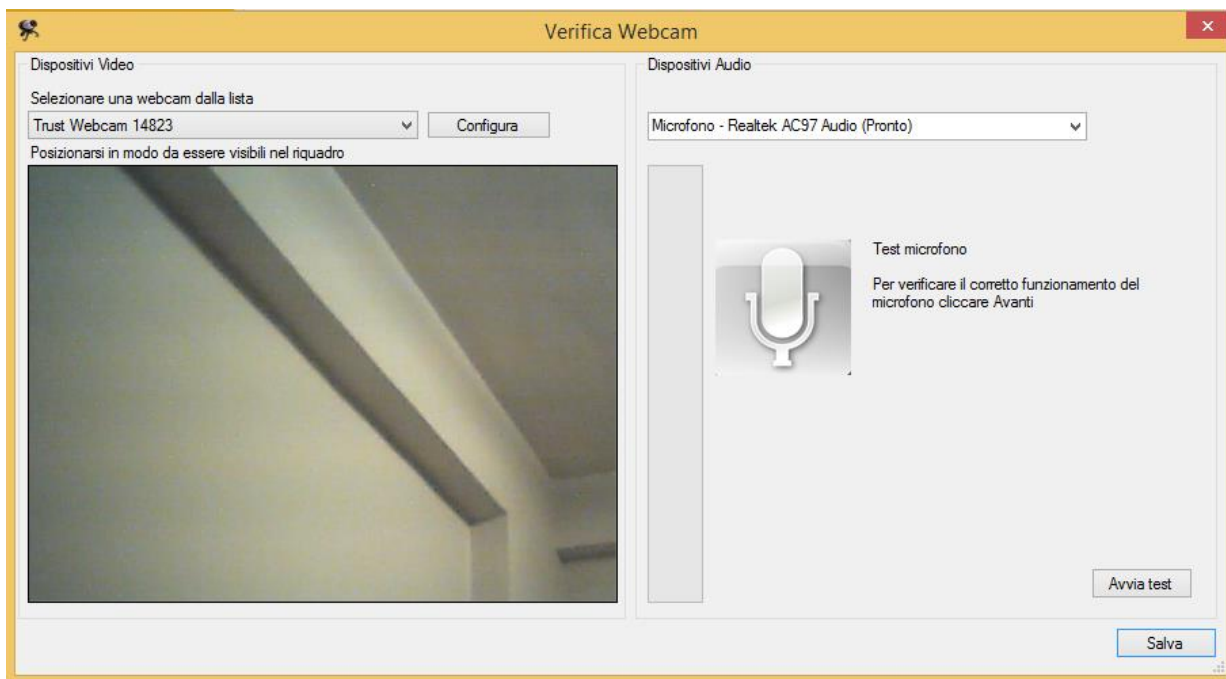 Verifica Webcam
Dispositivi Video
Selezionare una webcam dalla lista
Trust Webcam 14823
Configura
Posizionarsi in modo da essere visibili nel riquadro
Dispositivi Audio
Microfono - Realtek AC97 Audio (Pronto)
Test microfono
Per verificare il corretto funzionamento del
microfono cliccare Avanti
Avvia test
Salva